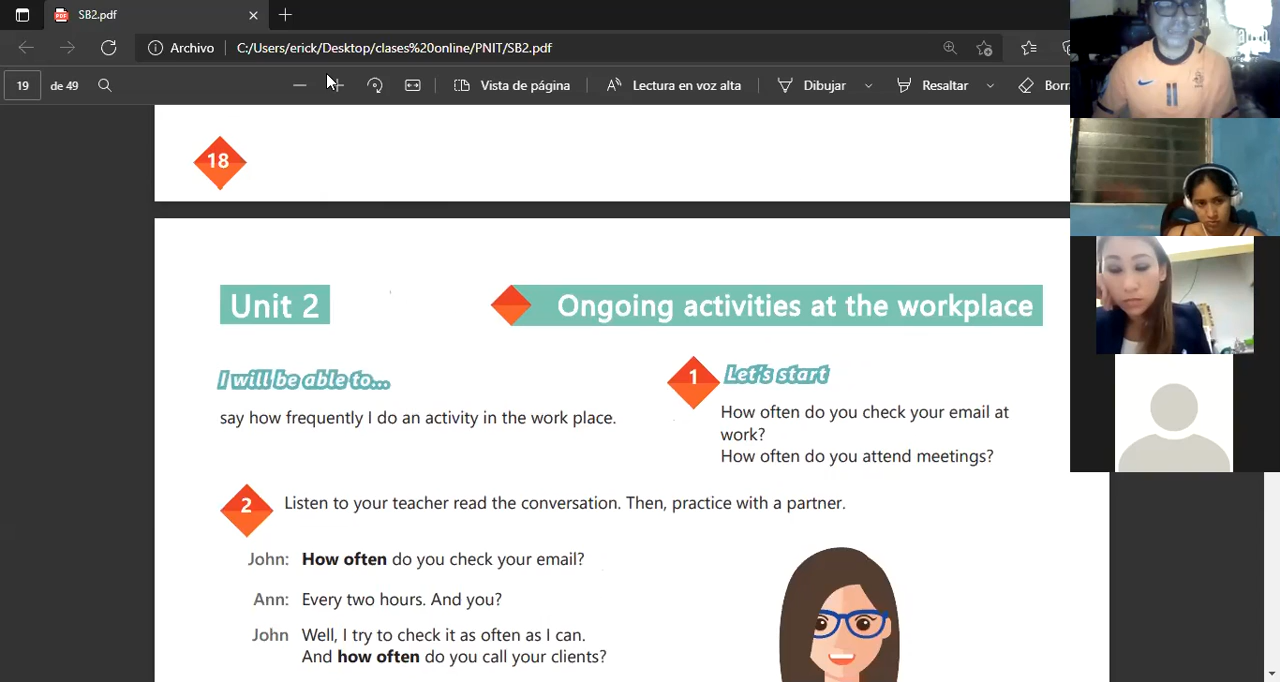 SB2.pdf
Archivo
C:/Users/erick/Desktop/clases%20online/PNIT/SB2.pdf
19 de 49
Vista de página
Lectura en voz alta
Dibujar
Resaltar
Borr
18
Unit 2
Ongoing activities at the workplace
I will be able to...
say how frequently I do an activity in the work place.
1 Let's start
How often do you check your email at
work?
How often do you attend meetings?
2 Listen to your teacher read the conversation. Then, practice with a partner.
John: How often do you check your email?
Ann: Every two hours. And you?
John Well, I try to check it as often as I can.
And how often do you call your clients?